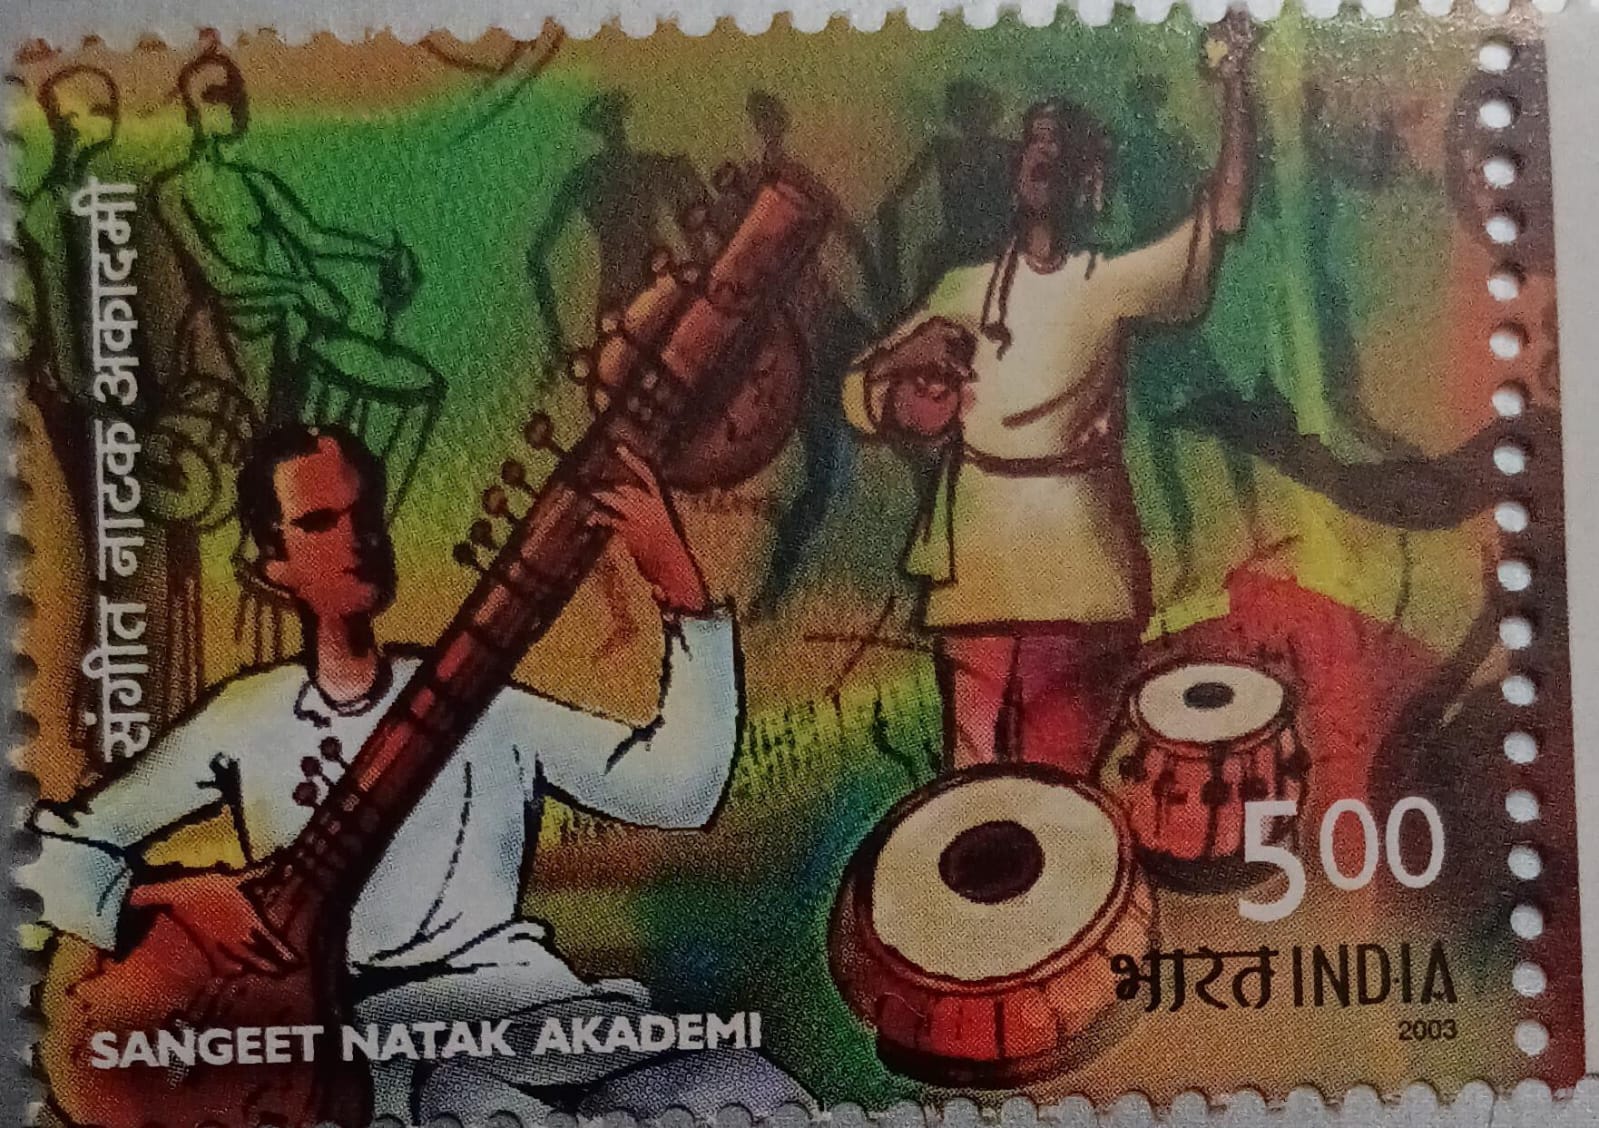 संगीत नाटक अकादमी
SANGEET NATAK AKADEMI
5.00
भारत INDIA
2003